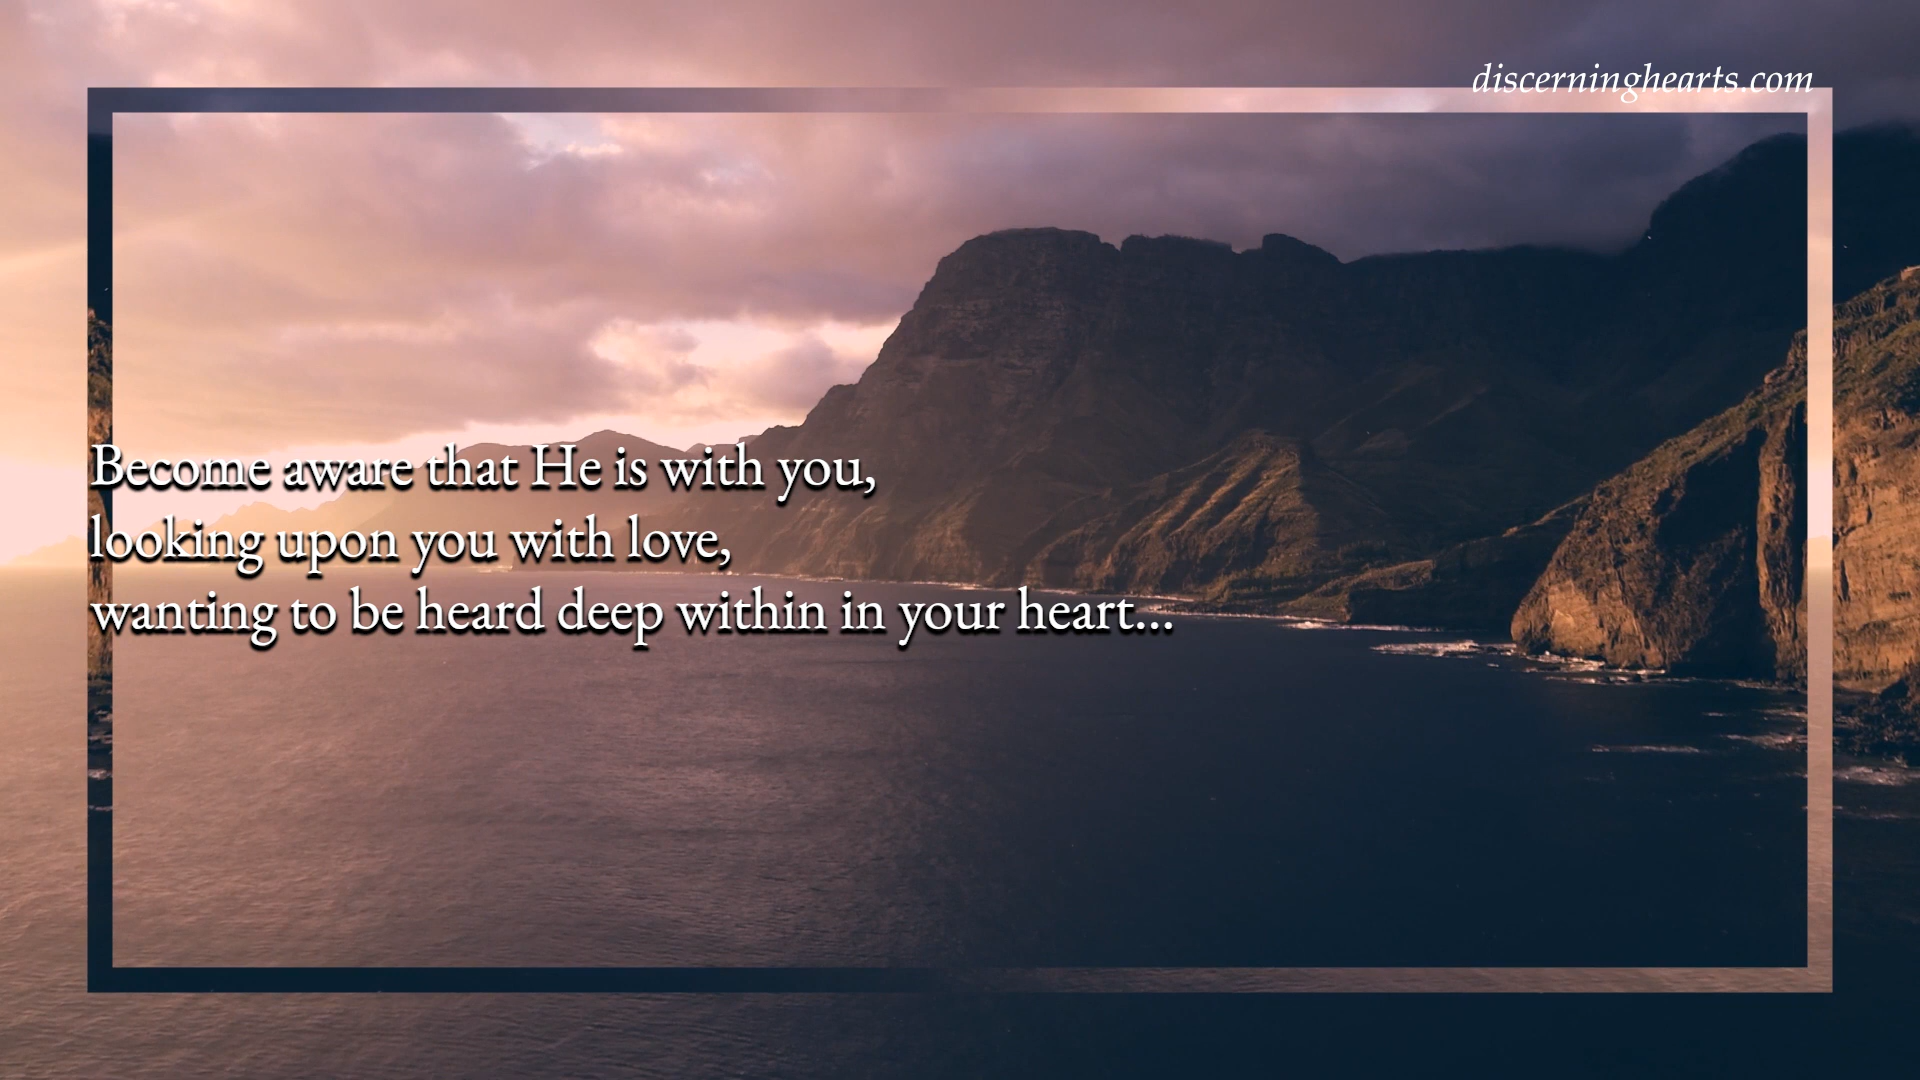 discerninghearts.com
Become aware that He is with you,
looking upon you with love,
wanting to be heard deep within in your heart...